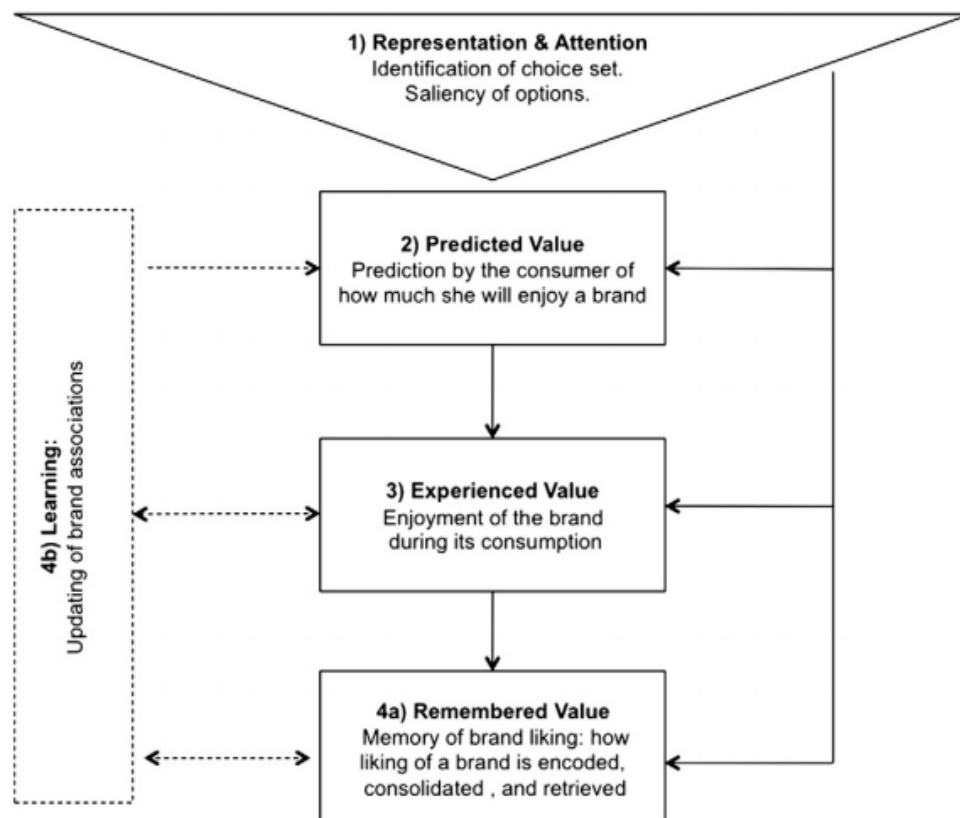 1) Representation & Attention
Identification of choice set.
Saliency of options.
2) Predicted Value
Prediction by the consumer of
how much she will enjoy a brand
4b) Learning:
Updating of brand associations
3) Experienced Value
Enjoyment of the brand
during its consumption
4a) Remembered Value
Memory of brand liking: how
liking of a brand is encoded,
consolidated , and retrieved